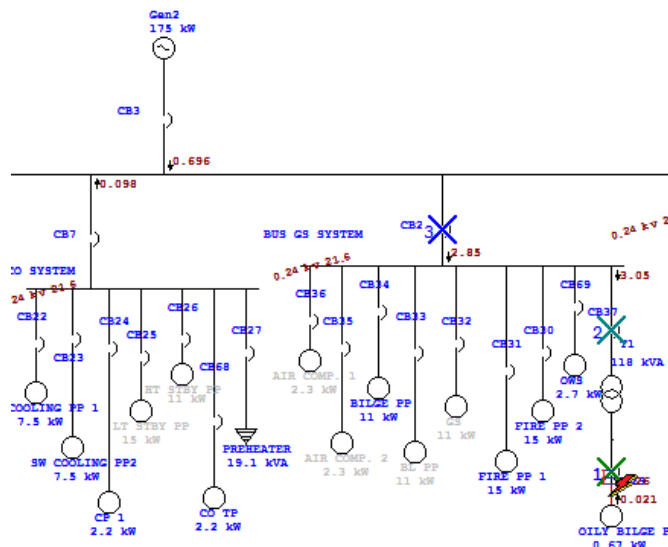 Gen2
175 kW
CB3
0.696
0.098
CB7
BUS GS SYSTEM
CB2
3
2.85
0.24 kV 2
CO SYSTEM
24 kV 21.6
0.24 kV 21.6
3.05
CB22
CB23
CB24
CB25
CB26
CB68
CB27
CB36
CB35
CB34
CB33
CB32
CB31
CB30
CB69
CB37
2
T1
118 kVA
COOLING PP 1
7.5 kW
SW COOLING PP2
7.5 kW
CP 1
2.2 kW
LT STBY PP
15 kW
HT STBY PP
11 kW
CO TP
2.2 kW
PREHEATER
19.1 kVA
AIR COMP. 1
2.3 kW
AIR COMP. 2
2.3 kW
BILGE PP
11 kW
BL PP
11 kW
GS
11 kW
FIRE PP 1
15 kW
FIRE PP 2
15 kW
OWS
2.7 kW
1
0.021
OILY BILGE P
0.67 kW